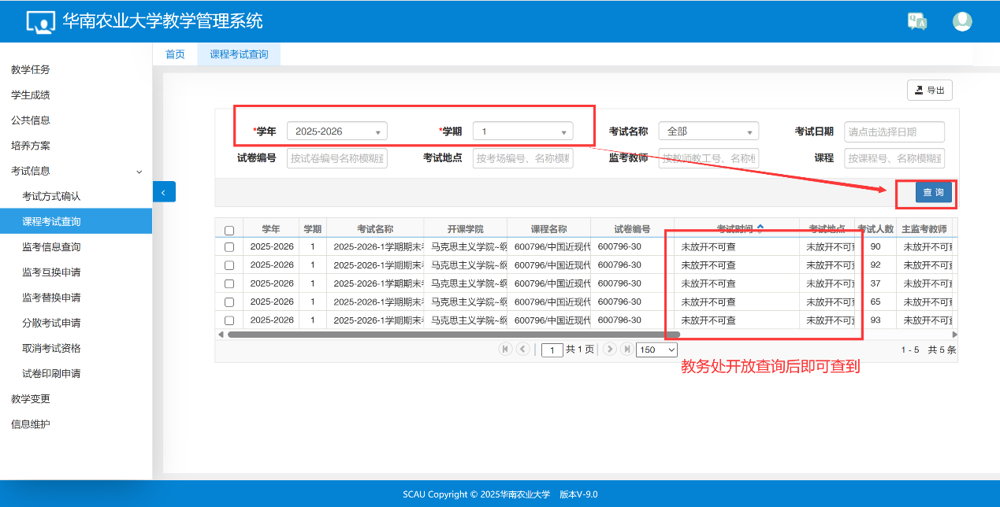 华南农业大学教学管理系统
首页 课程考试查询
教学任务
学生成绩
公共信息
培养方案
考试信息
考试方式确认
课程考试查询
监考信息查询
监考互换申请
监考替换申请
分散考试申请
取消考试资格
试卷印刷申请
教学变更
信息维护
导出
*学年 2025-2026 *学期 1 考试名称 全部 考试日期 请点击选择日期
试卷编号 按试卷编号名称模糊 考试地点 按考场编号、名称模糊 监考教师 按教师教工号、名称 课程 按课程号、名称模糊
查询
学年 学期 考试名称 开课学院 课程名称 试卷编号 考试时间 考试地点 考试人数 主监考教师
2025-2026 1 2025-2026-1学期期末 马克思主义学院~纲 600796/中国近现代 600796-30 未放开不可查 未放开不可查 90 未放开不可查
2025-2026 1 2025-2026-1学期期末 马克思主义学院~纲 600796/中国近现代 600796-30 未放开不可查 未放开不可查 92 未放开不可查
2025-2026 1 2025-2026-1学期期末 马克思主义学院~纲 600796/中国近现代 600796-30 未放开不可查 未放开不可查 37 未放开不可查
2025-2026 1 2025-2026-1学期期末 马克思主义学院~纲 600796/中国近现代 600796-30 未放开不可查 未放开不可查 65 未放开不可查
2025-2026 1 2025-2026-1学期期末 马克思主义学院~纲 600796/中国近现代 600796-30 未放开不可查 未放开不可查 93 未放开不可查
1 共 1 页 150 1 - 5 共 5 条
教务处开放查询后即可查到
SCAU Copyright © 2025华南农业大学 版本V-9.0